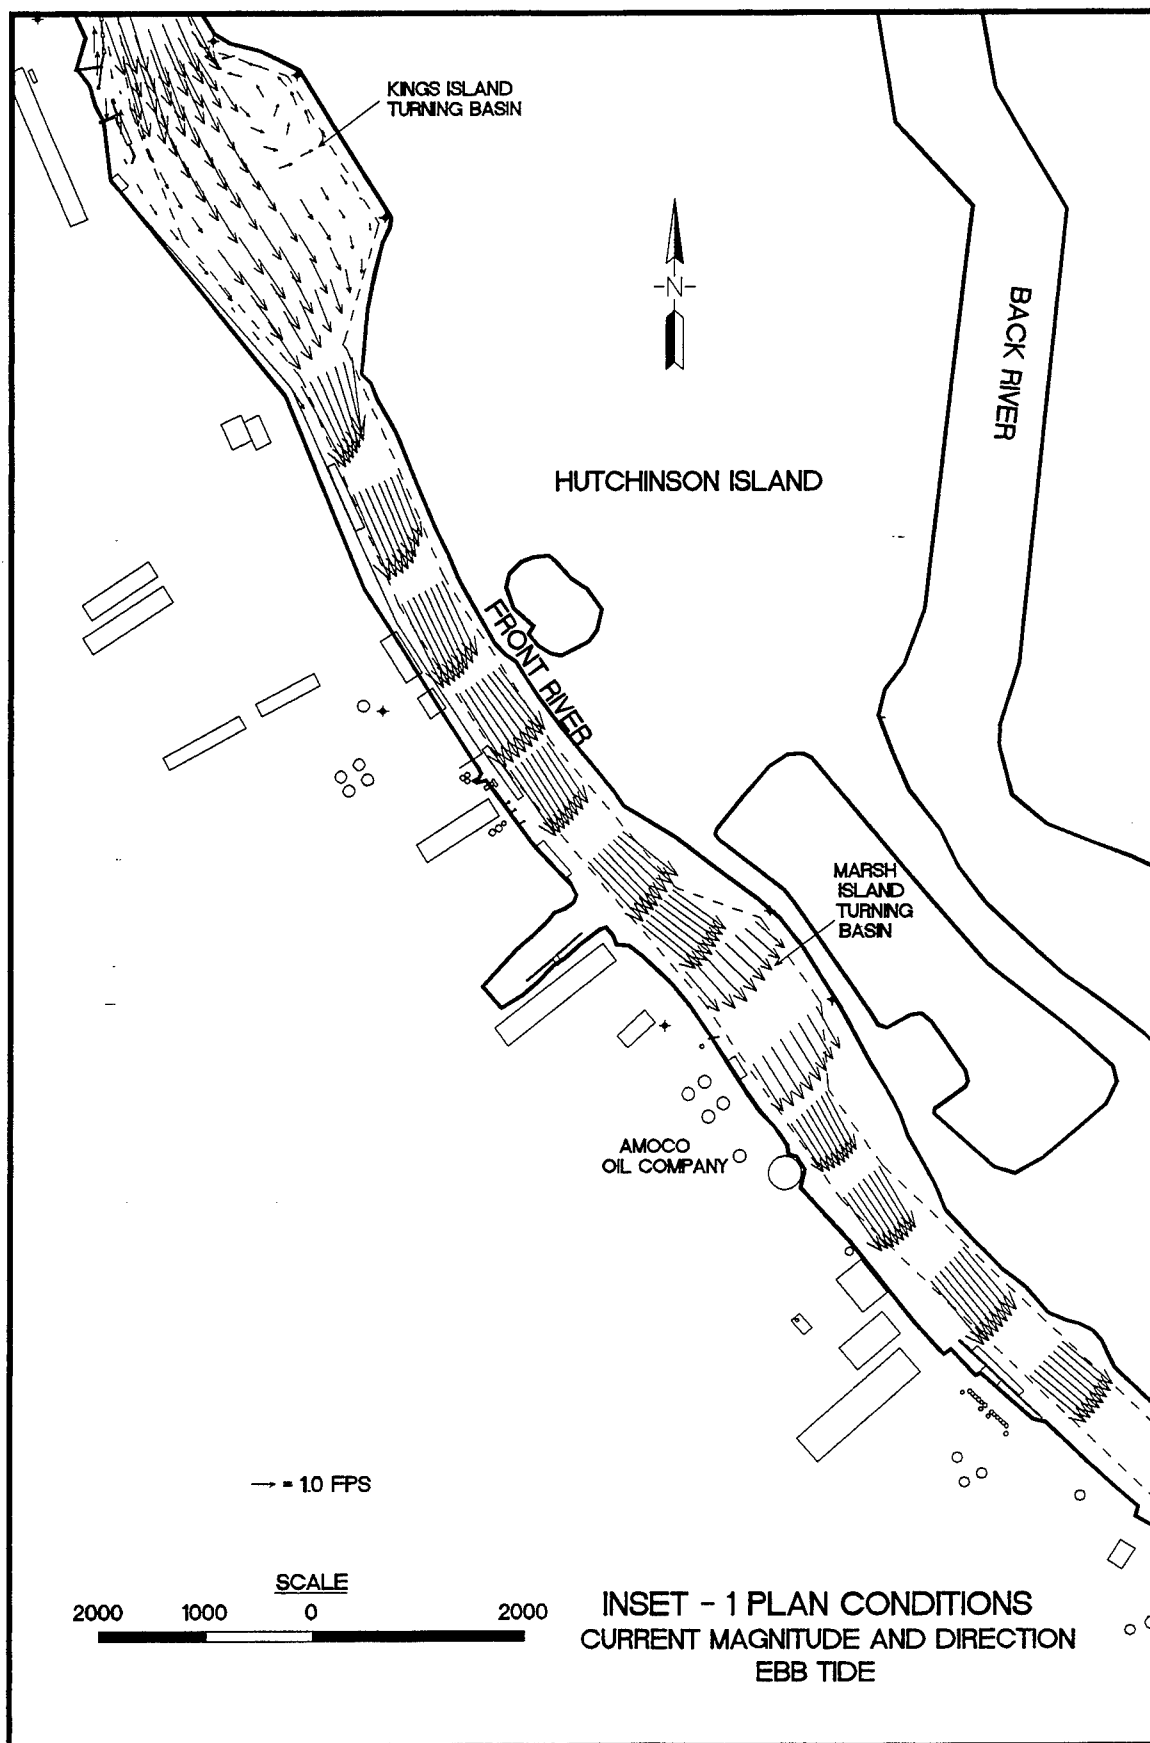 KINGS ISLAND
TURNING BASIN
-N-
BACK RIVER
HUTCHINSON ISLAND
FRONT RIVER
MARSH
ISLAND
TURNING
BASIN
AMOCO
OIL COMPANY
= 1.0 FPS
SCALE
2000 1000 0 2000
INSET - 1 PLAN CONDITIONS
CURRENT MAGNITUDE AND DIRECTION
EBB TIDE